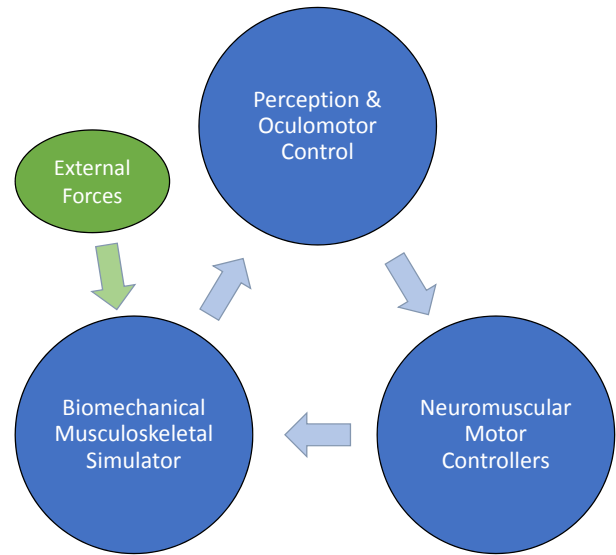 Perception &
Oculomotor
Control
External
Forces
Biomechanical
Musculoskeletal
Simulator
Neuromuscular
Motor
Controllers